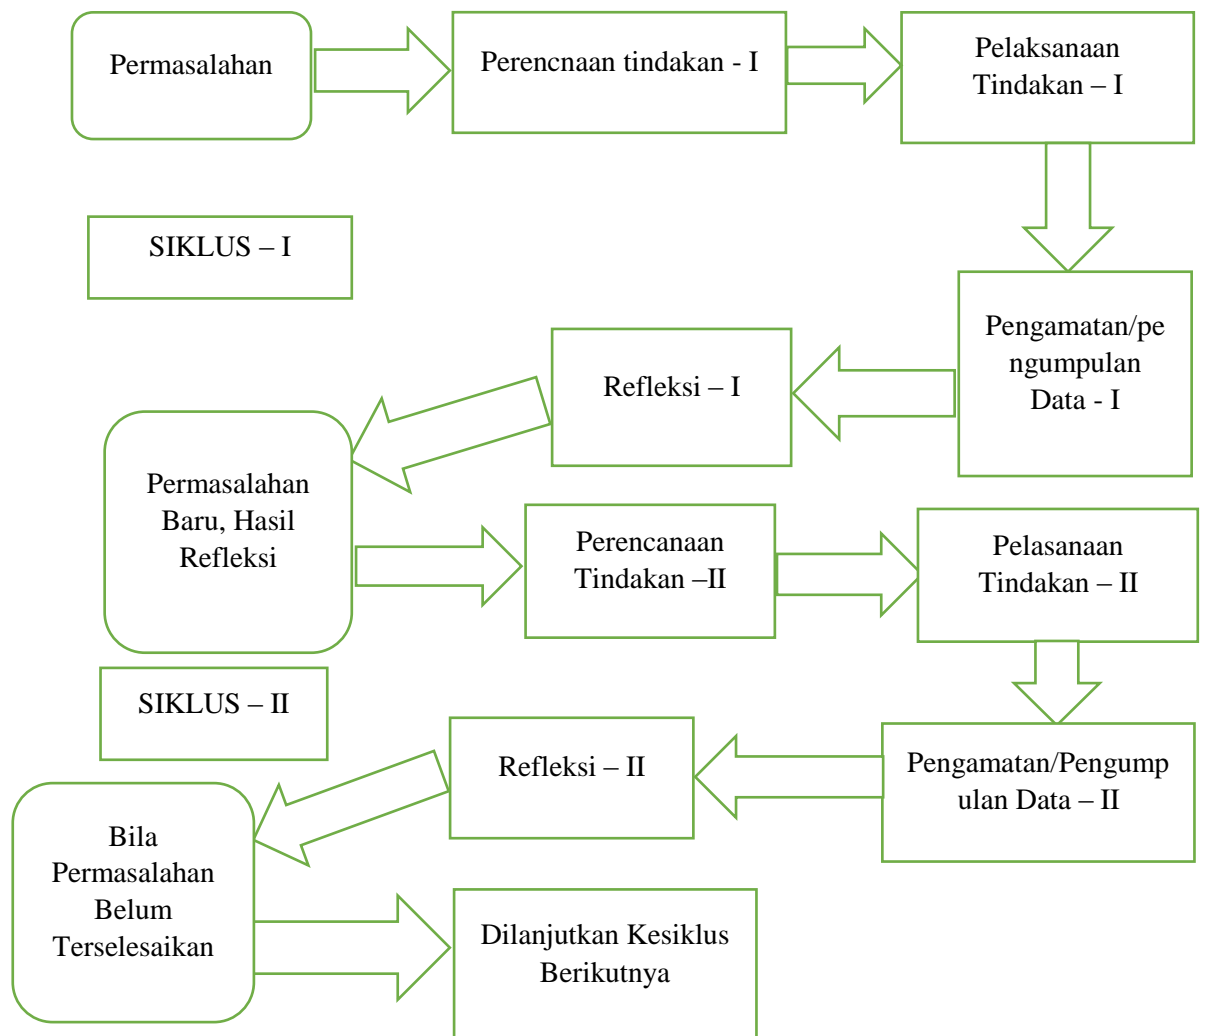 Permasalahan
Perencnaan tindakan - I
Pelaksanaan
Tindakan – I
SIKLUS – I
Pengamatan/pe
ngumpulan
Data - I
Refleksi – I
Permasalahan
Baru, Hasil
Refleksi
Perencanaan
Tindakan –II
Pelasanaan
Tindakan – II
SIKLUS – II
Pengamatan/Pengump
ulan Data – II
Refleksi – II
Bila
Permasalahan
Belum
Terselesaikan
Dilanjutkan Kesiklus
Berikutnya